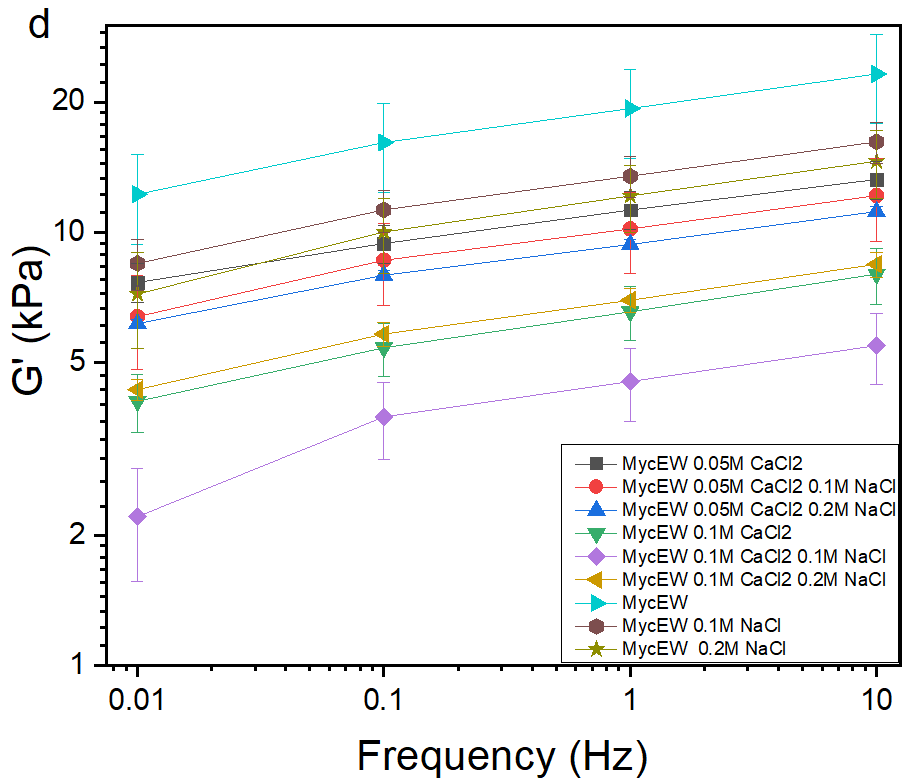 d
20
10
5
2
1
G' (kPa)
MycEW 0.05M CaCl2
MycEW 0.05M CaCl2 0.1M NaCl
MycEW 0.05M CaCl2 0.2M NaCl
MycEW 0.1M CaCl2
MycEW 0.1M CaCl2 0.1M NaCl
MycEW 0.1M CaCl2 0.2M NaCl
MycEW
MycEW 0.1M NaCl
MycEW  0.2M NaCl
0.01 0.1 1 10
Frequency (Hz)